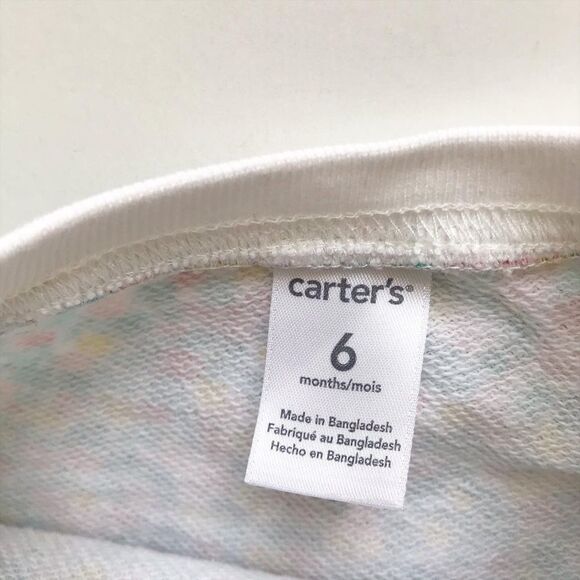 carter's®
6
months/mois
Made in Bangladesh
Fabriqué au Bangladesh
Hecho en Bangladesh